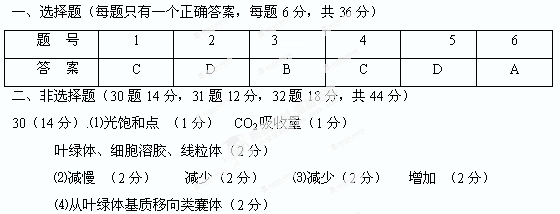 一、选择题（每题只有一个正确答案，每题 6 分，共 36 分）
题 号 1 2 3 4 5 6
答 案 C D B C D A
二、非选择题（30 题 14 分，31 题 12 分，32 题 18 分，共 44 分）
30（14 分）.⑴光饱和点 （1 分） CO₂吸收量（1 分）
叶绿体、细胞溶胶、线粒体（2 分）
⑵减慢 （2 分） 减少（2 分） ⑶减少（2 分） 增加 （2 分）
⑷从叶绿体基质移向类囊体（2 分）